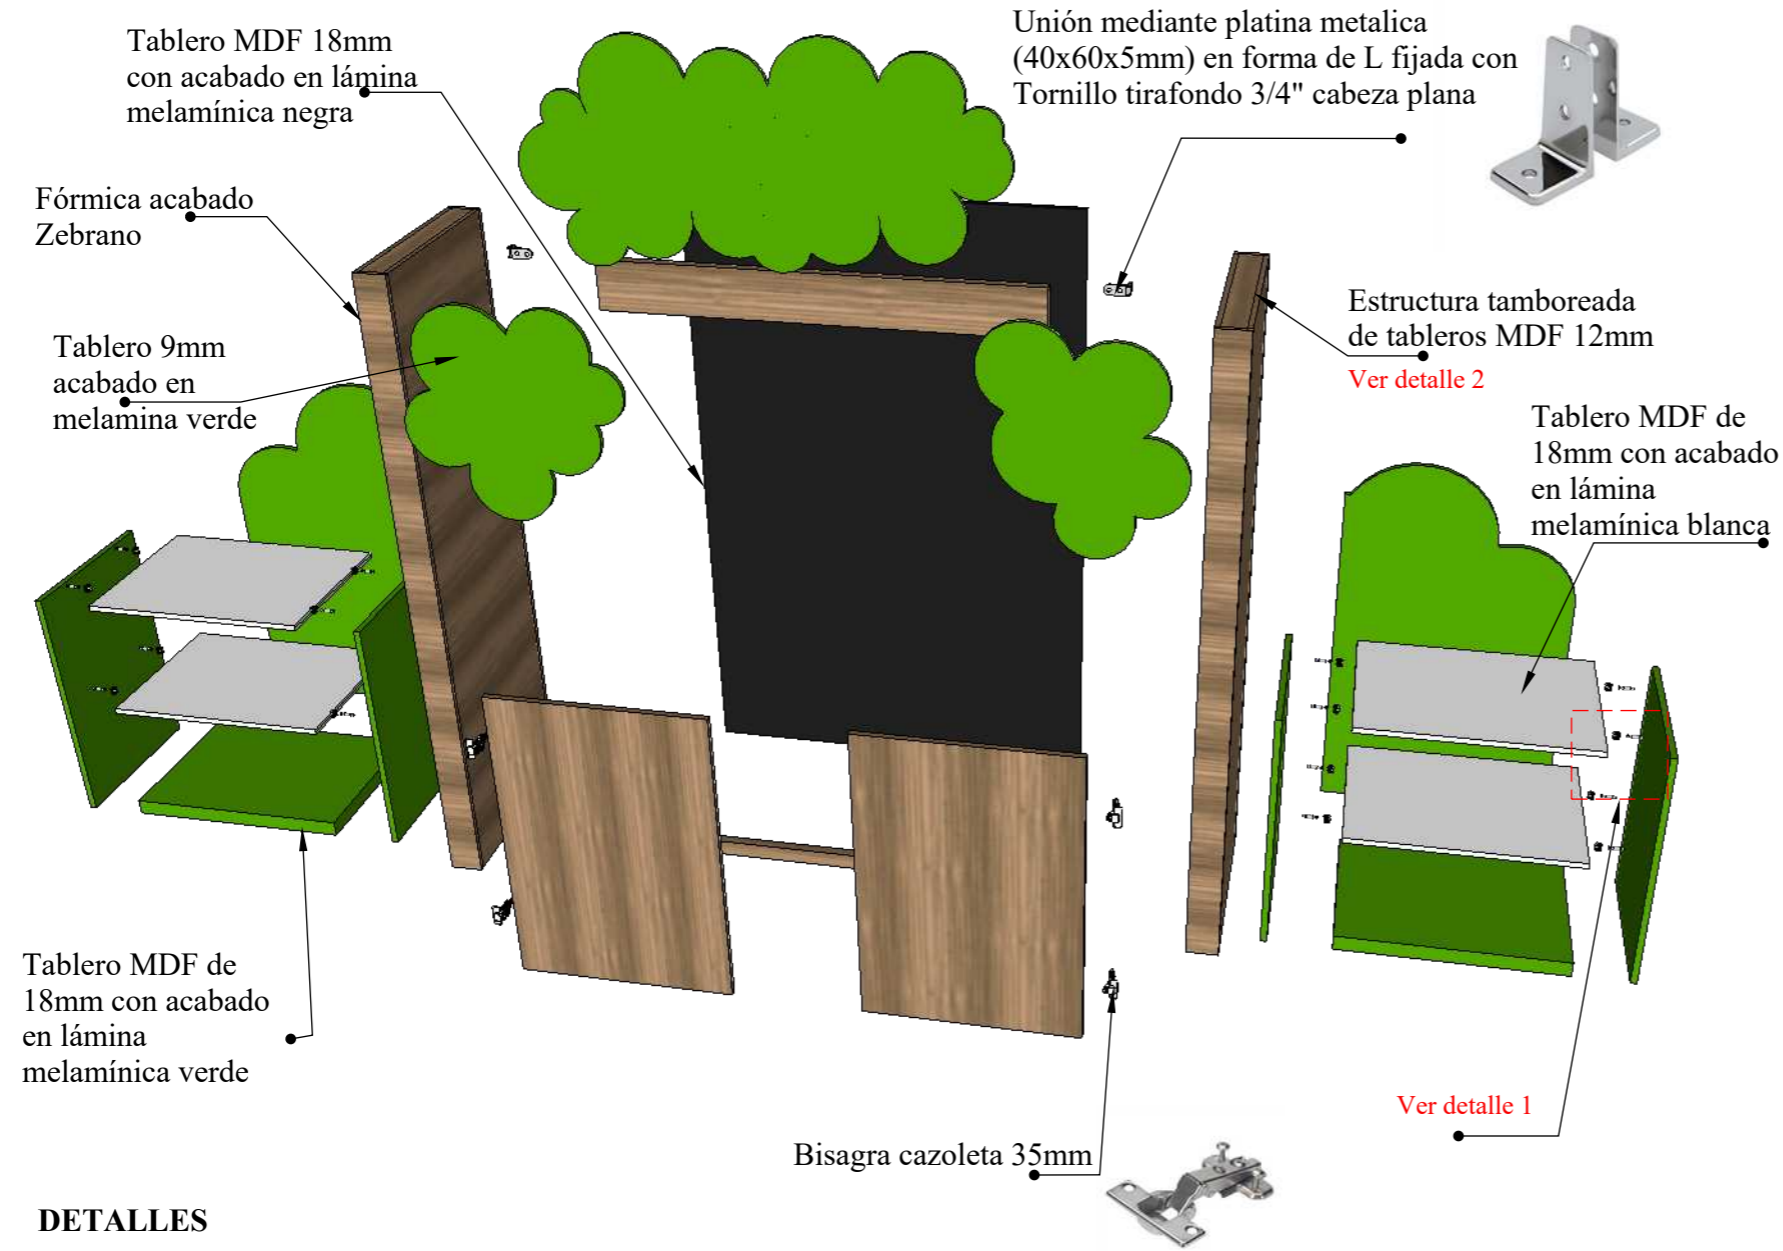 Tablero MDF 18mm
con acabado en lámina
melamínica negra
Unión mediante platina metalica
(40x60x5mm) en forma de L fijada con
Tornillo tirafondo 3/4" cabeza plana
Fórmica acabado
Zebrano
Tablero 9mm
acabado en
melamina verde
Estructura tamboreada
de tableros MDF 12mm
Ver detalle 2
Tablero MDF de
18mm con acabado
en lámina
melamínica blanca
Tablero MDF de
18mm con acabado
en lámina
melamínica verde
Ver detalle 1
Bisagra cazoleta 35mm
DETALLES